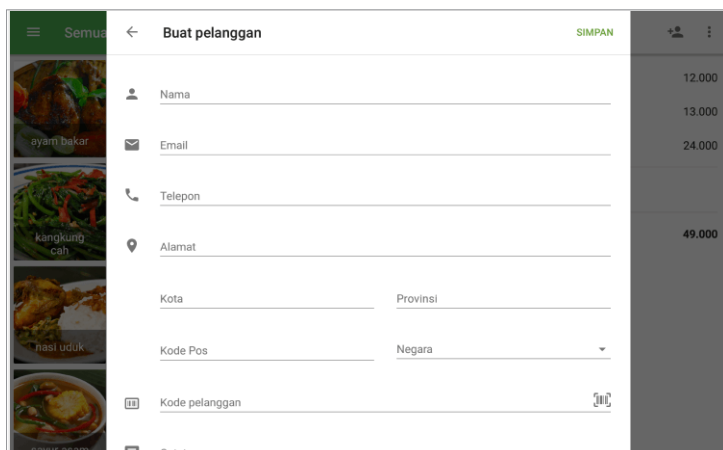 Semua
Buat pelanggan
SIMPAN
Nama
12.000
13.000
ayam bakar
Email
24.000
Telepon
kangkung
cah
Alamat
49.000
Kota
Provinsi
nasi uduk
Kode Pos
Negara
Kode pelanggan